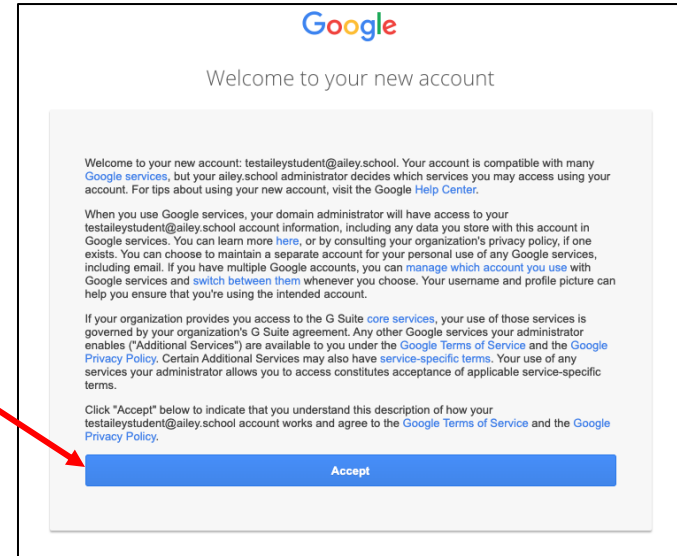 Google
Welcome to your new account
Welcome to your new account: testaileystudent@ailey.school. Your account is compatible with many
Google services, but your ailey.school administrator decides which services you may access using your
account. For tips about using your new account, visit the Google Help Center.
When you use Google services, your domain administrator will have access to your
testaileystudent@ailey.school account information, including any data you store with this account in
Google services. You can learn more here, or by consulting your organization's privacy policy, if one
exists. You can choose to maintain a separate account for your personal use of any Google services,
including email. If you have multiple Google accounts, you can manage which account you use with
Google services and switch between them whenever you choose. Your username and profile picture can
help you ensure that you're using the intended account.
If your organization provides you access to the G Suite core services, your use of those services is
governed by your organization's G Suite agreement. Any other Google services your administrator
enables ("Additional Services") are available to you under the Google Terms of Service and the Google
Privacy Policy. Certain Additional Services may also have service-specific terms. Your use of any
services your administrator allows you to access constitutes acceptance of applicable service-specific
terms.
Click "Accept" below to indicate that you understand this description of how your
testaileystudent@ailey.school account works and agree to the Google Terms of Service and the Google
Privacy Policy.
Accept